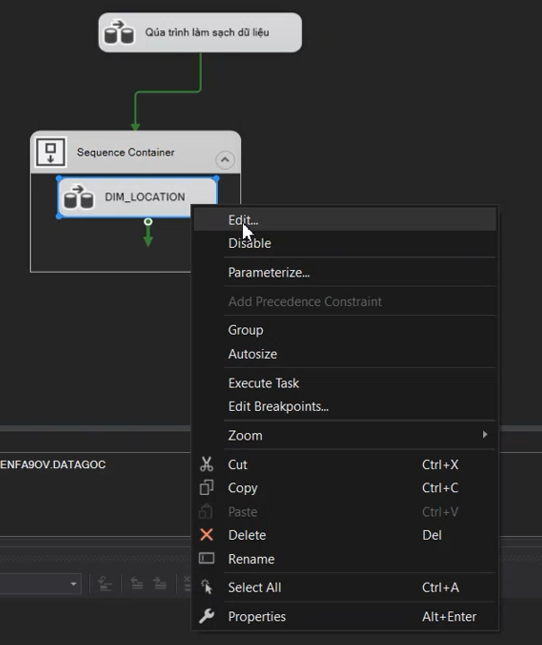 Qúa trình làm sạch dữ liệu
Sequence Container
DIM_LOCATION
Edit...
Disable
Parameterize...
Add Precedence Constraint
Group
Autosize
Execute Task
Edit Breakpoints...
Zoom
ENFA9OV.DATAGOC
Cut Ctrl+X
Copy Ctrl+C
Paste Ctrl+V
Delete Del
Rename
Select All Ctrl+A
Properties Alt+Enter